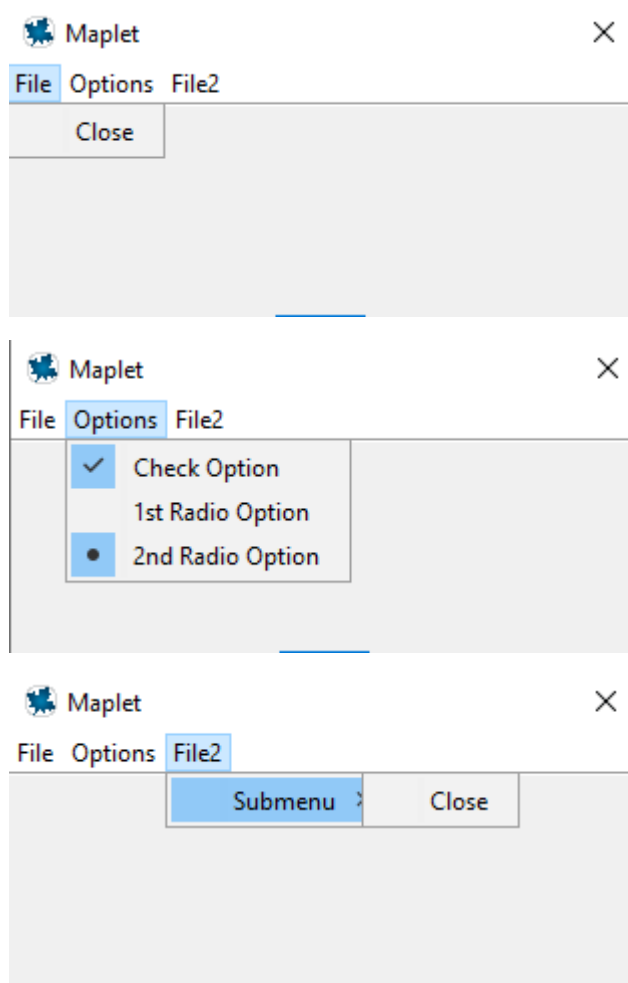 Maplet
File Options File2
Close
Maplet
File Options File2
Check Option
1st Radio Option
2nd Radio Option
Maplet
File Options File2
Submenu Close